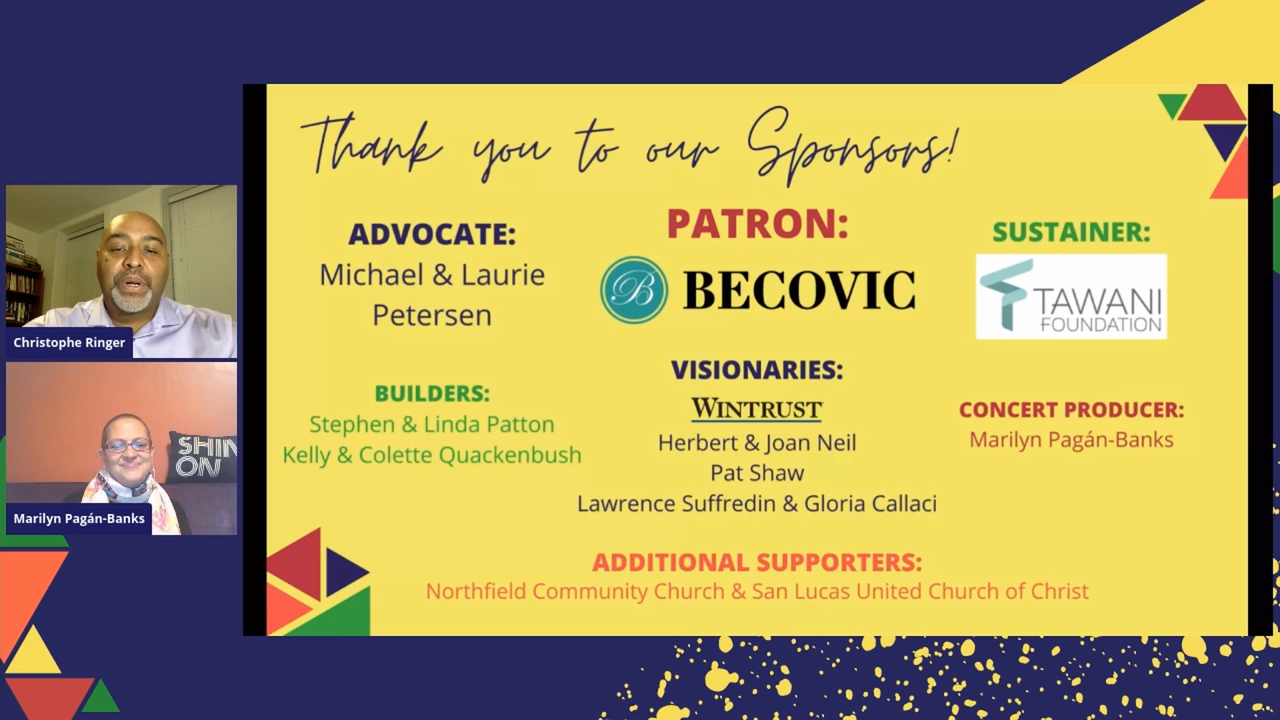 Thank you to our Sponsors!
ADVOCATE:
Michael & Laurie
Petersen
PATRON:
B
BECOVIC
SUSTAINER:
TAWANI
FOUNDATION
BUILDERS:
Stephen & Linda Patton
Kelly & Colette Quackenbush
VISIONARIES:
WINTRUST
Herbert & Joan Neil
Pat Shaw
Lawrence Suffredin & Gloria Callaci
CONCERT PRODUCER:
Marilyn Pagán-Banks
ADDITIONAL SUPPORTERS:
Northfield Community Church & San Lucas United Church of Christ
Christophe Ringer
SHIN
ON
Marilyn Pagán-Banks